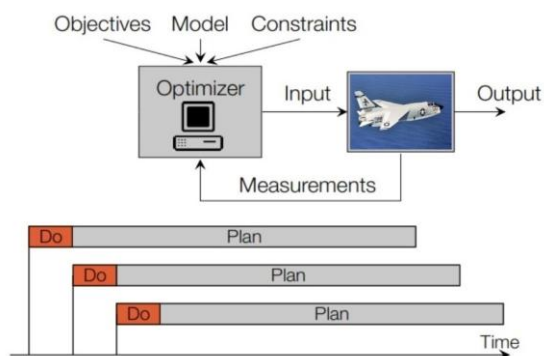 Objectives Model Constraints
Optimizer
Input
Output
Measurements
Do Plan
Do Plan
Do Plan
Time